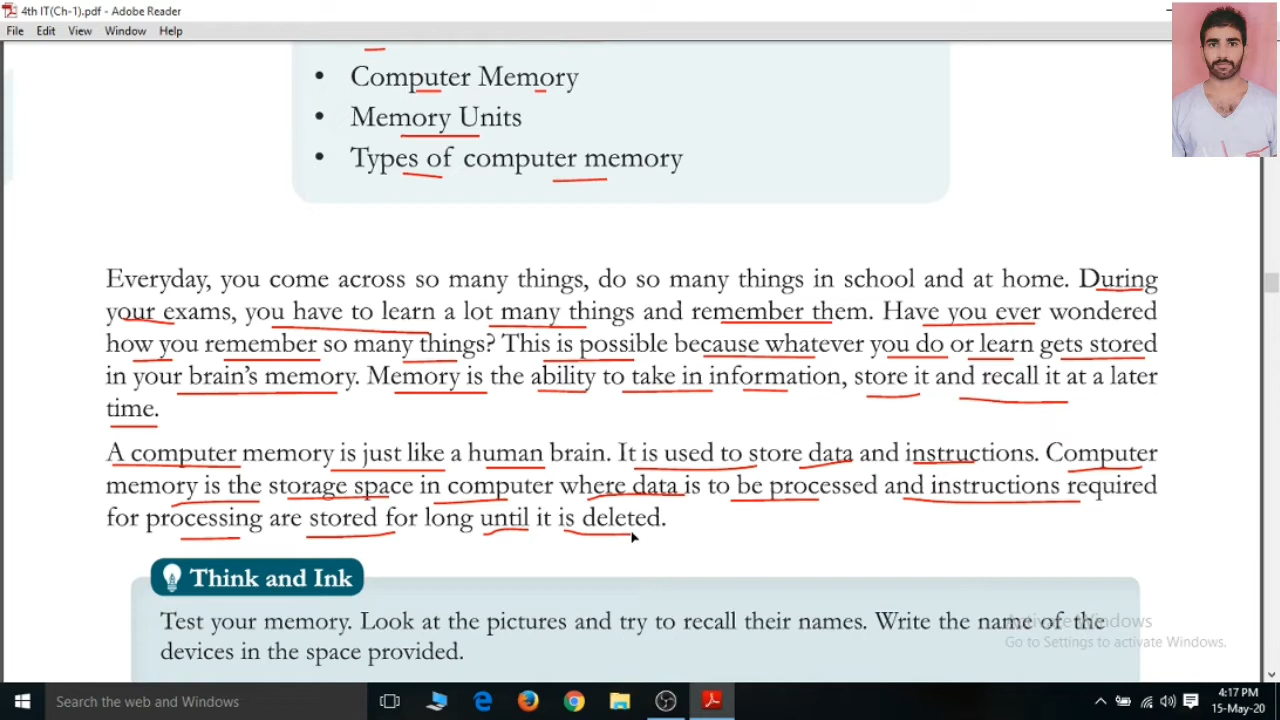 4th IT(Ch-1).pdf - Adobe Reader
File Edit View Window Help
• Computer Memory
• Memory Units
• Types of computer memory
Everyday, you come across so many things, do so many things in school and at home. During
your exams, you have to learn a lot many things and remember them. Have you ever wondered
how you remember so many things? This is possible because whatever you do or learn gets stored
in your brain's memory. Memory is the ability to take in information, store it and recall it at a later
time.
A computer memory is just like a human brain. It is used to store data and instructions. Computer
memory is the storage space in computer where data is to be processed and instructions required
for processing are stored for long until it is deleted.
Think and Ink
Test your memory. Look at the pictures and try to recall their names. Write the name of the
devices in the space provided.
Activate Windows
Go to Settings to activate Windows.
Search the web and Windows
4:17 PM
15-May-20